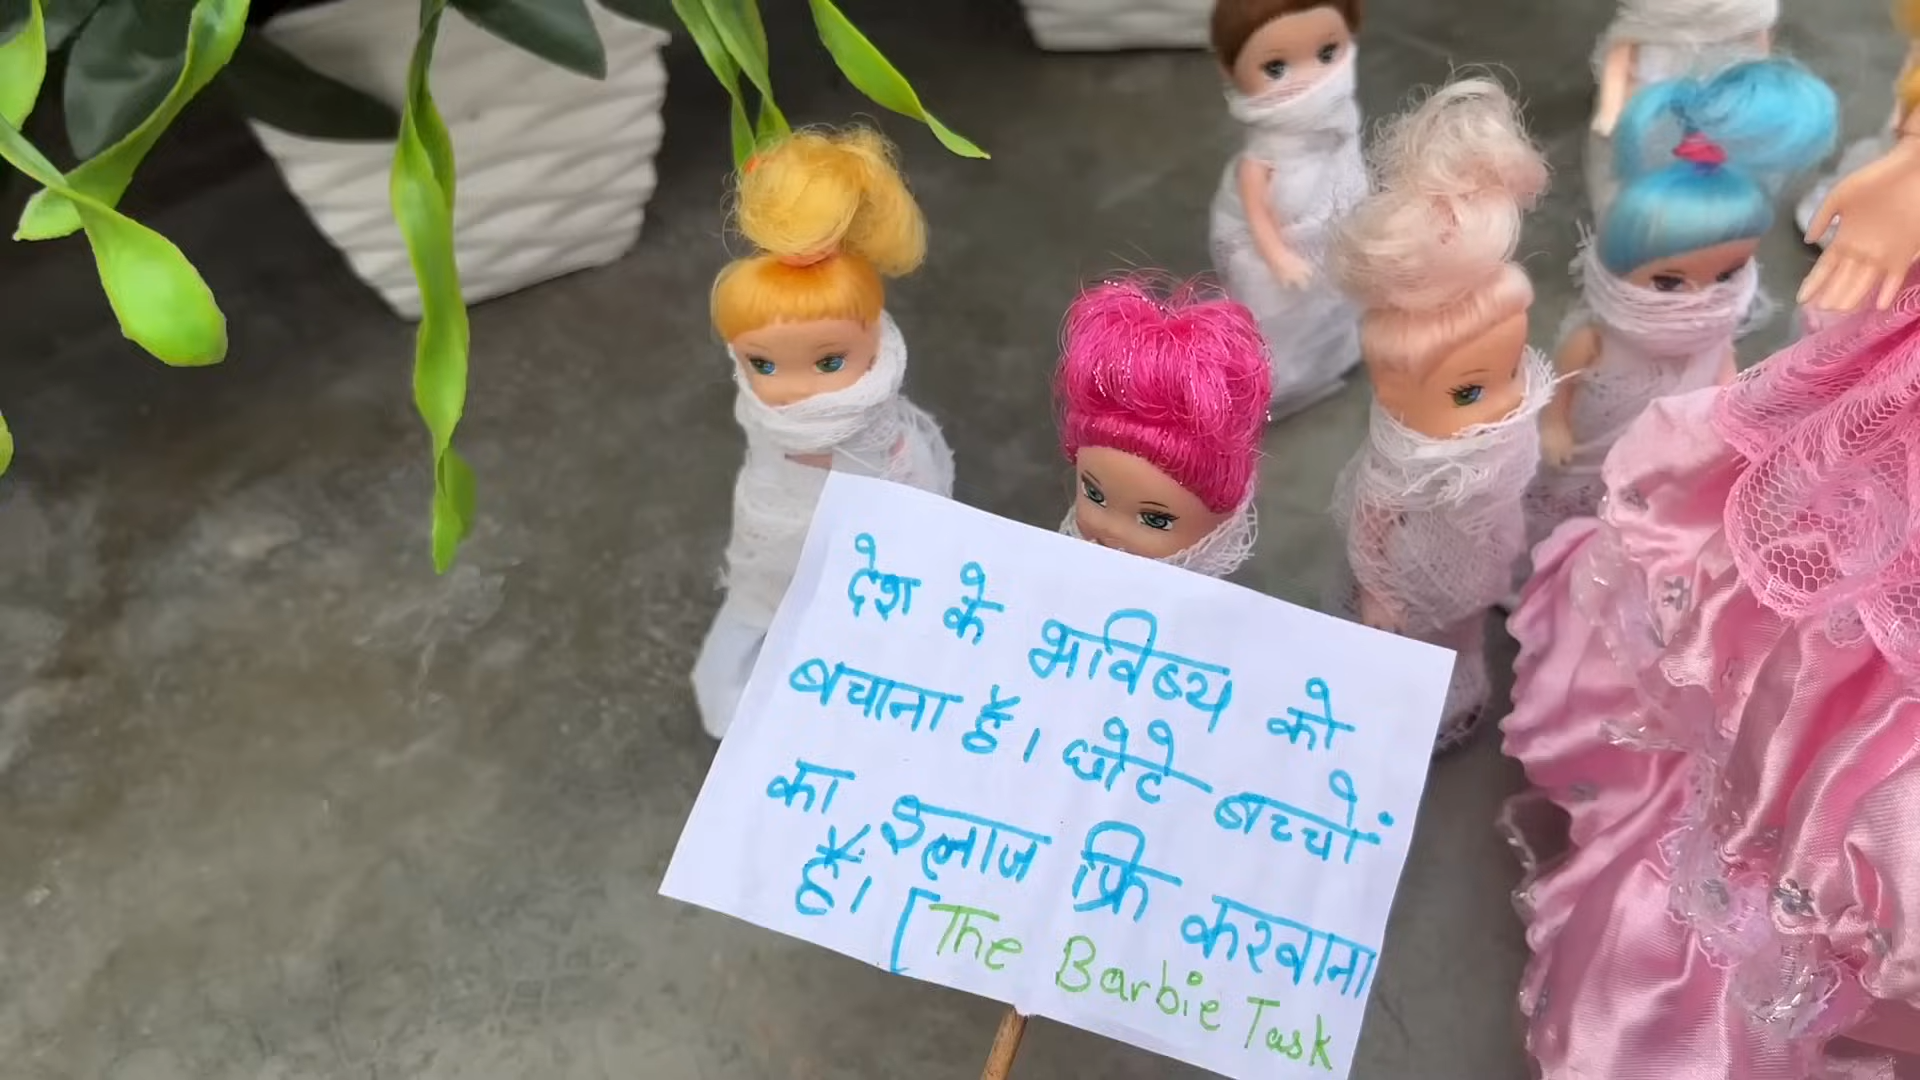 देश के भविष्य को
बचाना है। छोटे बच्चों
का इलाज फ्रि करवाना
है। [The Barbie Task